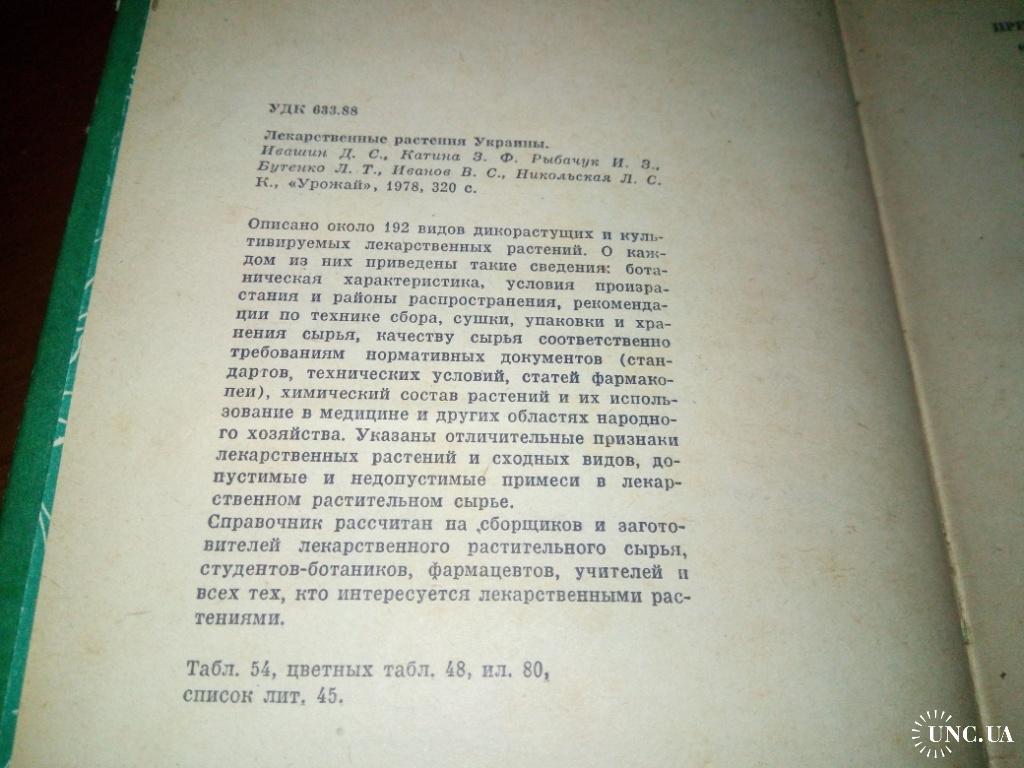 УДК 633.88
Лекарственные растения Украины.
Ивашин Д. С., Катина З. Ф. Рыбачук И. З.,
Бутенко Л. Т., Иванов В. С., Никольская Л. С.
К., «Урожай», 1978, 320 с.
Описано около 192 видов дикорастущих и куль-
тивируемых лекарственных растений. О каж-
дом из них приведены такие сведения: бота-
ническая характеристика, условия произра-
стания и районы распространения, рекоменда-
ции по технике сбора, сушки, упаковки и хра-
нения сырья, качеству сырья соответственно
требованиям нормативных документов (стан-
дартов, технических условий, статей фармако-
пеи), химический состав растений и их исполь-
зование в медицине и других областях народно-
го хозяйства. Указаны отличительные признаки
лекарственных растений и сходных видов, до-
пустимые и недопустимые примеси в лекар-
ственном растительном сырье.
Справочник рассчитан на сборщиков и загото-
вителей лекарственного растительного сырья,
студентов-ботаников, фармацевтов, учителей и
всех тех, кто интересуется лекарственными рас-
тениями.
Табл. 54, цветных табл. 48, ил. 80,
список лит. 45.
UNC.UA